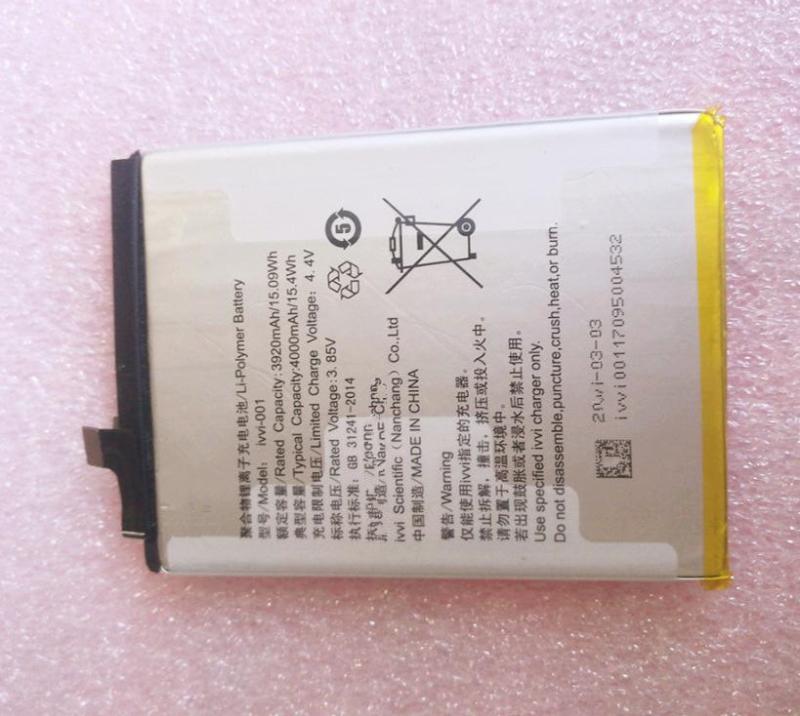 聚合物锂离子充电电池/Li-Polymer Battery
型号/Model: ivvi-001
额定容量/Rated Capacity:3920mAh/15.09Wh
典型容量/Typical Capacity:4000mAh/15.4Wh
充电限制电压/Limited Charge Voltage: 4.4V
标称电压/Rated Voltage:3.85V
执行标准: GB 31241-2014
ivvi Scientific (Nanchang) Co.,Ltd
中国制造/MADE IN CHINA
5
警告/Warning
仅能使用ivvi指定的充电器。
禁止拆解，撞击，挤压或投入火中。
请勿置于高温环境中。
若出现鼓胀或者浸水后禁止使用。
Use specified ivvi charger only.
Do not disassemble,puncture,crush,heat,or burn.
ivvi00117095004532